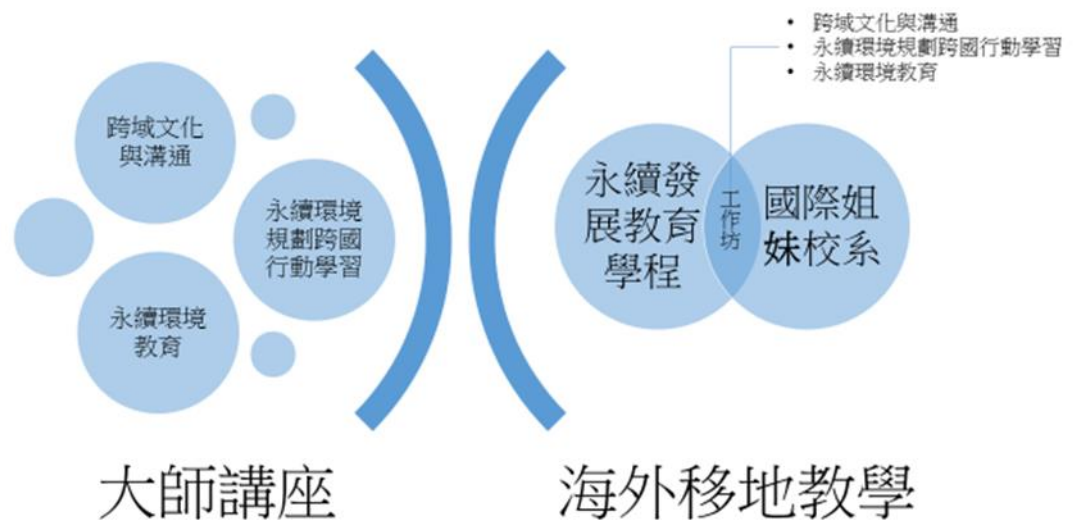 跨域文化
與溝通
永續環境
規劃跨國
行動學習
永續環境
教育
大師講座
• 跨域文化與溝通
• 永續環境規劃跨國行動學習
• 永續環境教育
永續發
展教育
學程
工作坊
國際姐
妹校系
海外移地教學